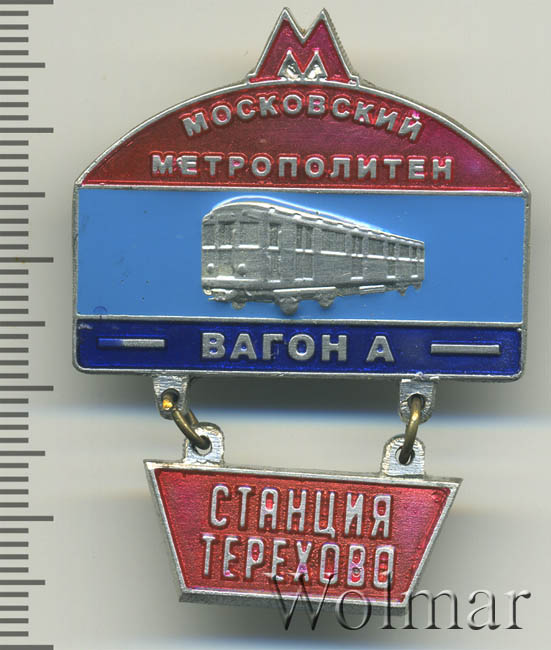 М
МОСКОВСКИЙ
МЕТРОПОЛИТЕН
ВАГОН А
СТАНЦИЯ
ТЕРЕХОВО
Wolmar